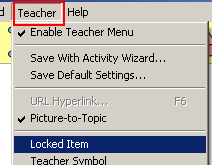 Teacher
Enable Teacher Menu
Save With Activity Wizard...
Save Default Settings...
URL Hyperlink... F6
Picture-to-Topic
Locked Item
Teacher Symbol